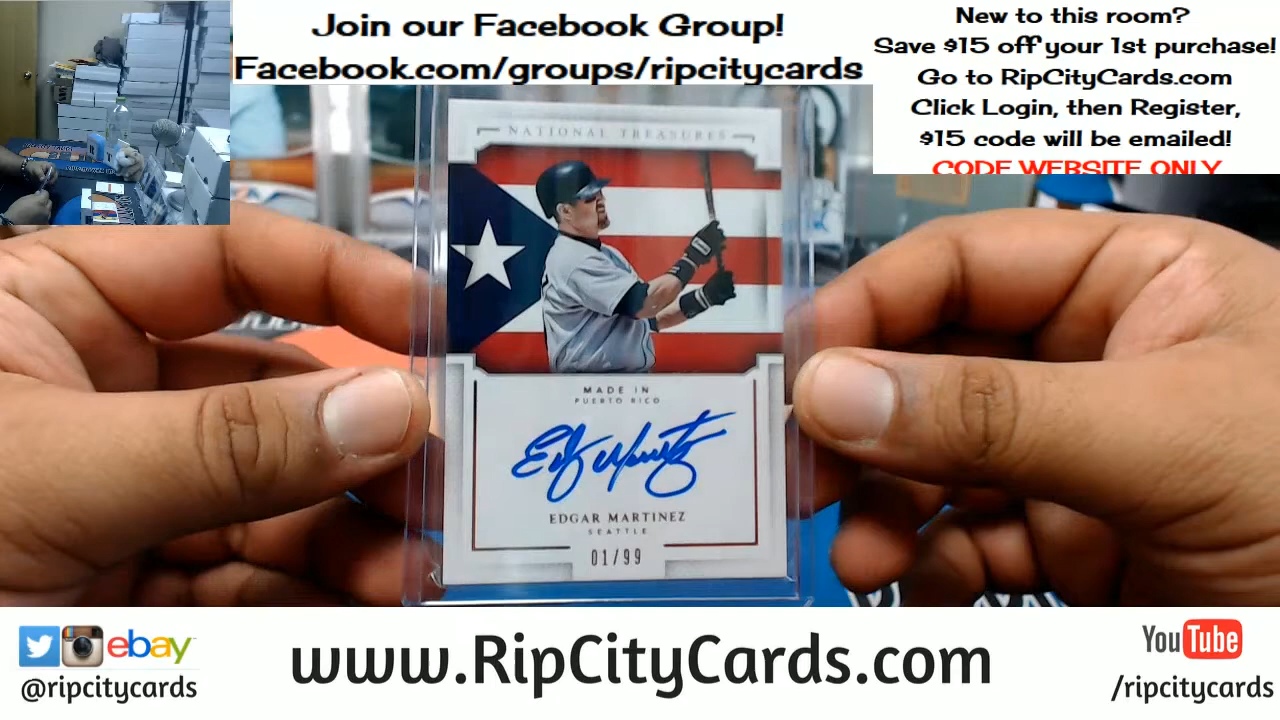 Join our Facebook Group!
Facebook.com/groups/ripcitycards
New to this room?
Save $15 off your 1st purchase!
Go to RipCityCards.com
Click Login, then Register,
$15 code will be emailed!
CODE WEBSITE ONLY
NATIONAL TREASURES
MADE IN
PUERTO RICO
Edgar Martinez
EDGAR MARTINEZ
SEATTLE
01/99
ebay
@ripcitycards
www.RipCityCards.com
YouTube
/ripcitycards